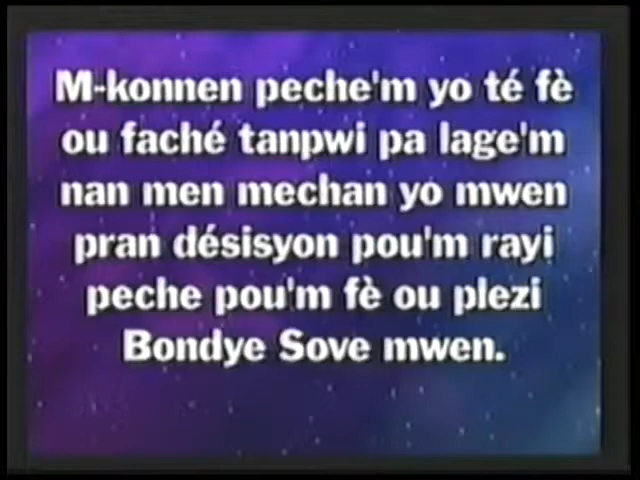 M-konnen peche'm yo té fè
ou faché tanpwi pa lage'm
nan men mechan yo mwen
pran désisyon pou'm rayi
peche pou'm fè ou plezi
Bondye Sove mwen.